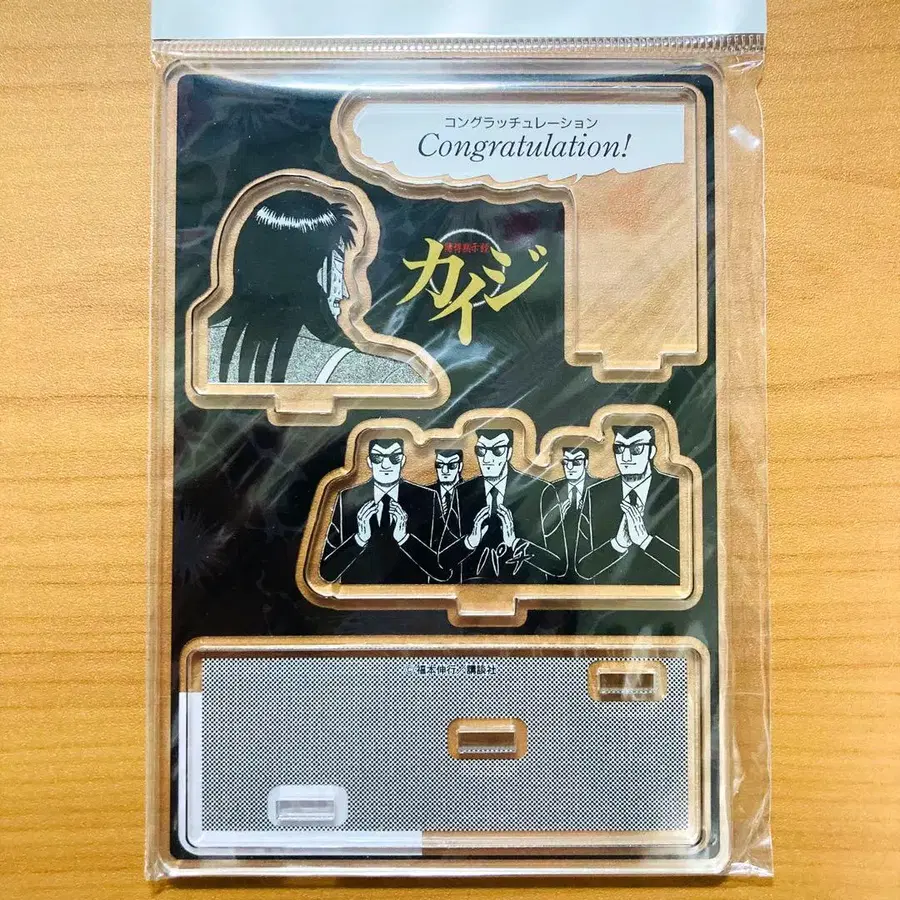 コングラッチュレーション
Congratulation!
賭博黙示録
カイジ
パチ
福本伸行／講談社